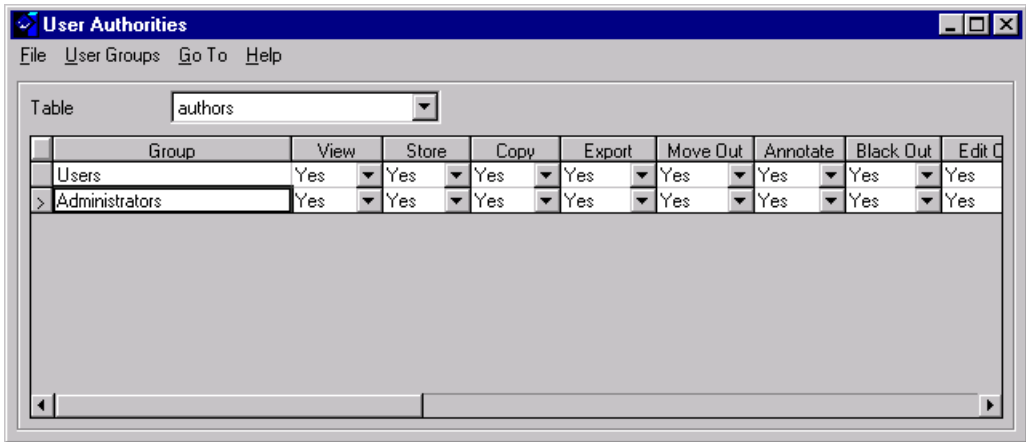 User Authorities
File User Groups Go To Help
Table authors
Group View Store Copy Export Move Out Annotate Black Out Edit
Users Yes Yes Yes Yes Yes Yes Yes Yes
> Administrators Yes Yes Yes Yes Yes Yes Yes Yes